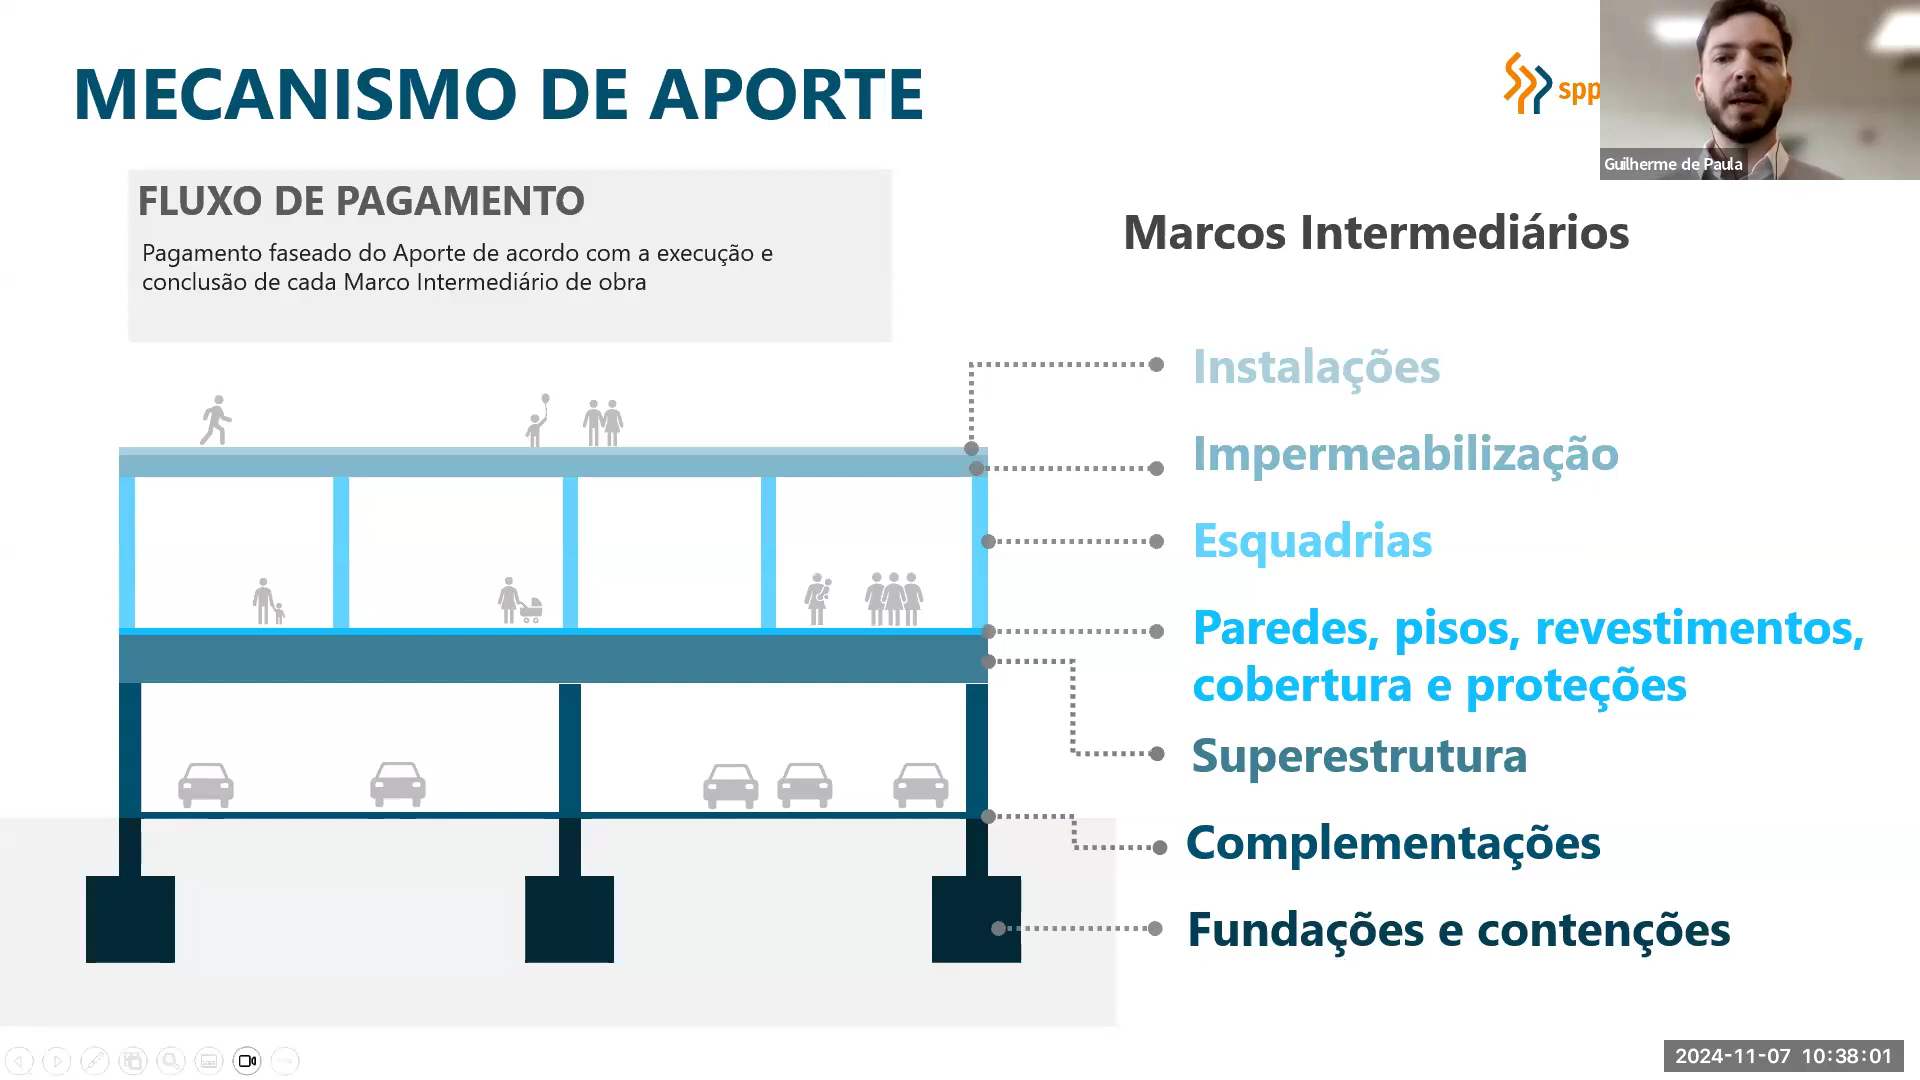 MECANISMO DE APORTE
spp
Guilherme de Paula
FLUXO DE PAGAMENTO
Pagamento faseado do Aporte de acordo com a execução e
conclusão de cada Marco Intermediário de obra
Marcos Intermediários
Instalações
Impermeabilização
Esquadrias
Paredes, pisos, revestimentos,
cobertura e proteções
Superestrutura
Complementações
Fundações e contenções
2024-11-07 10:38:01